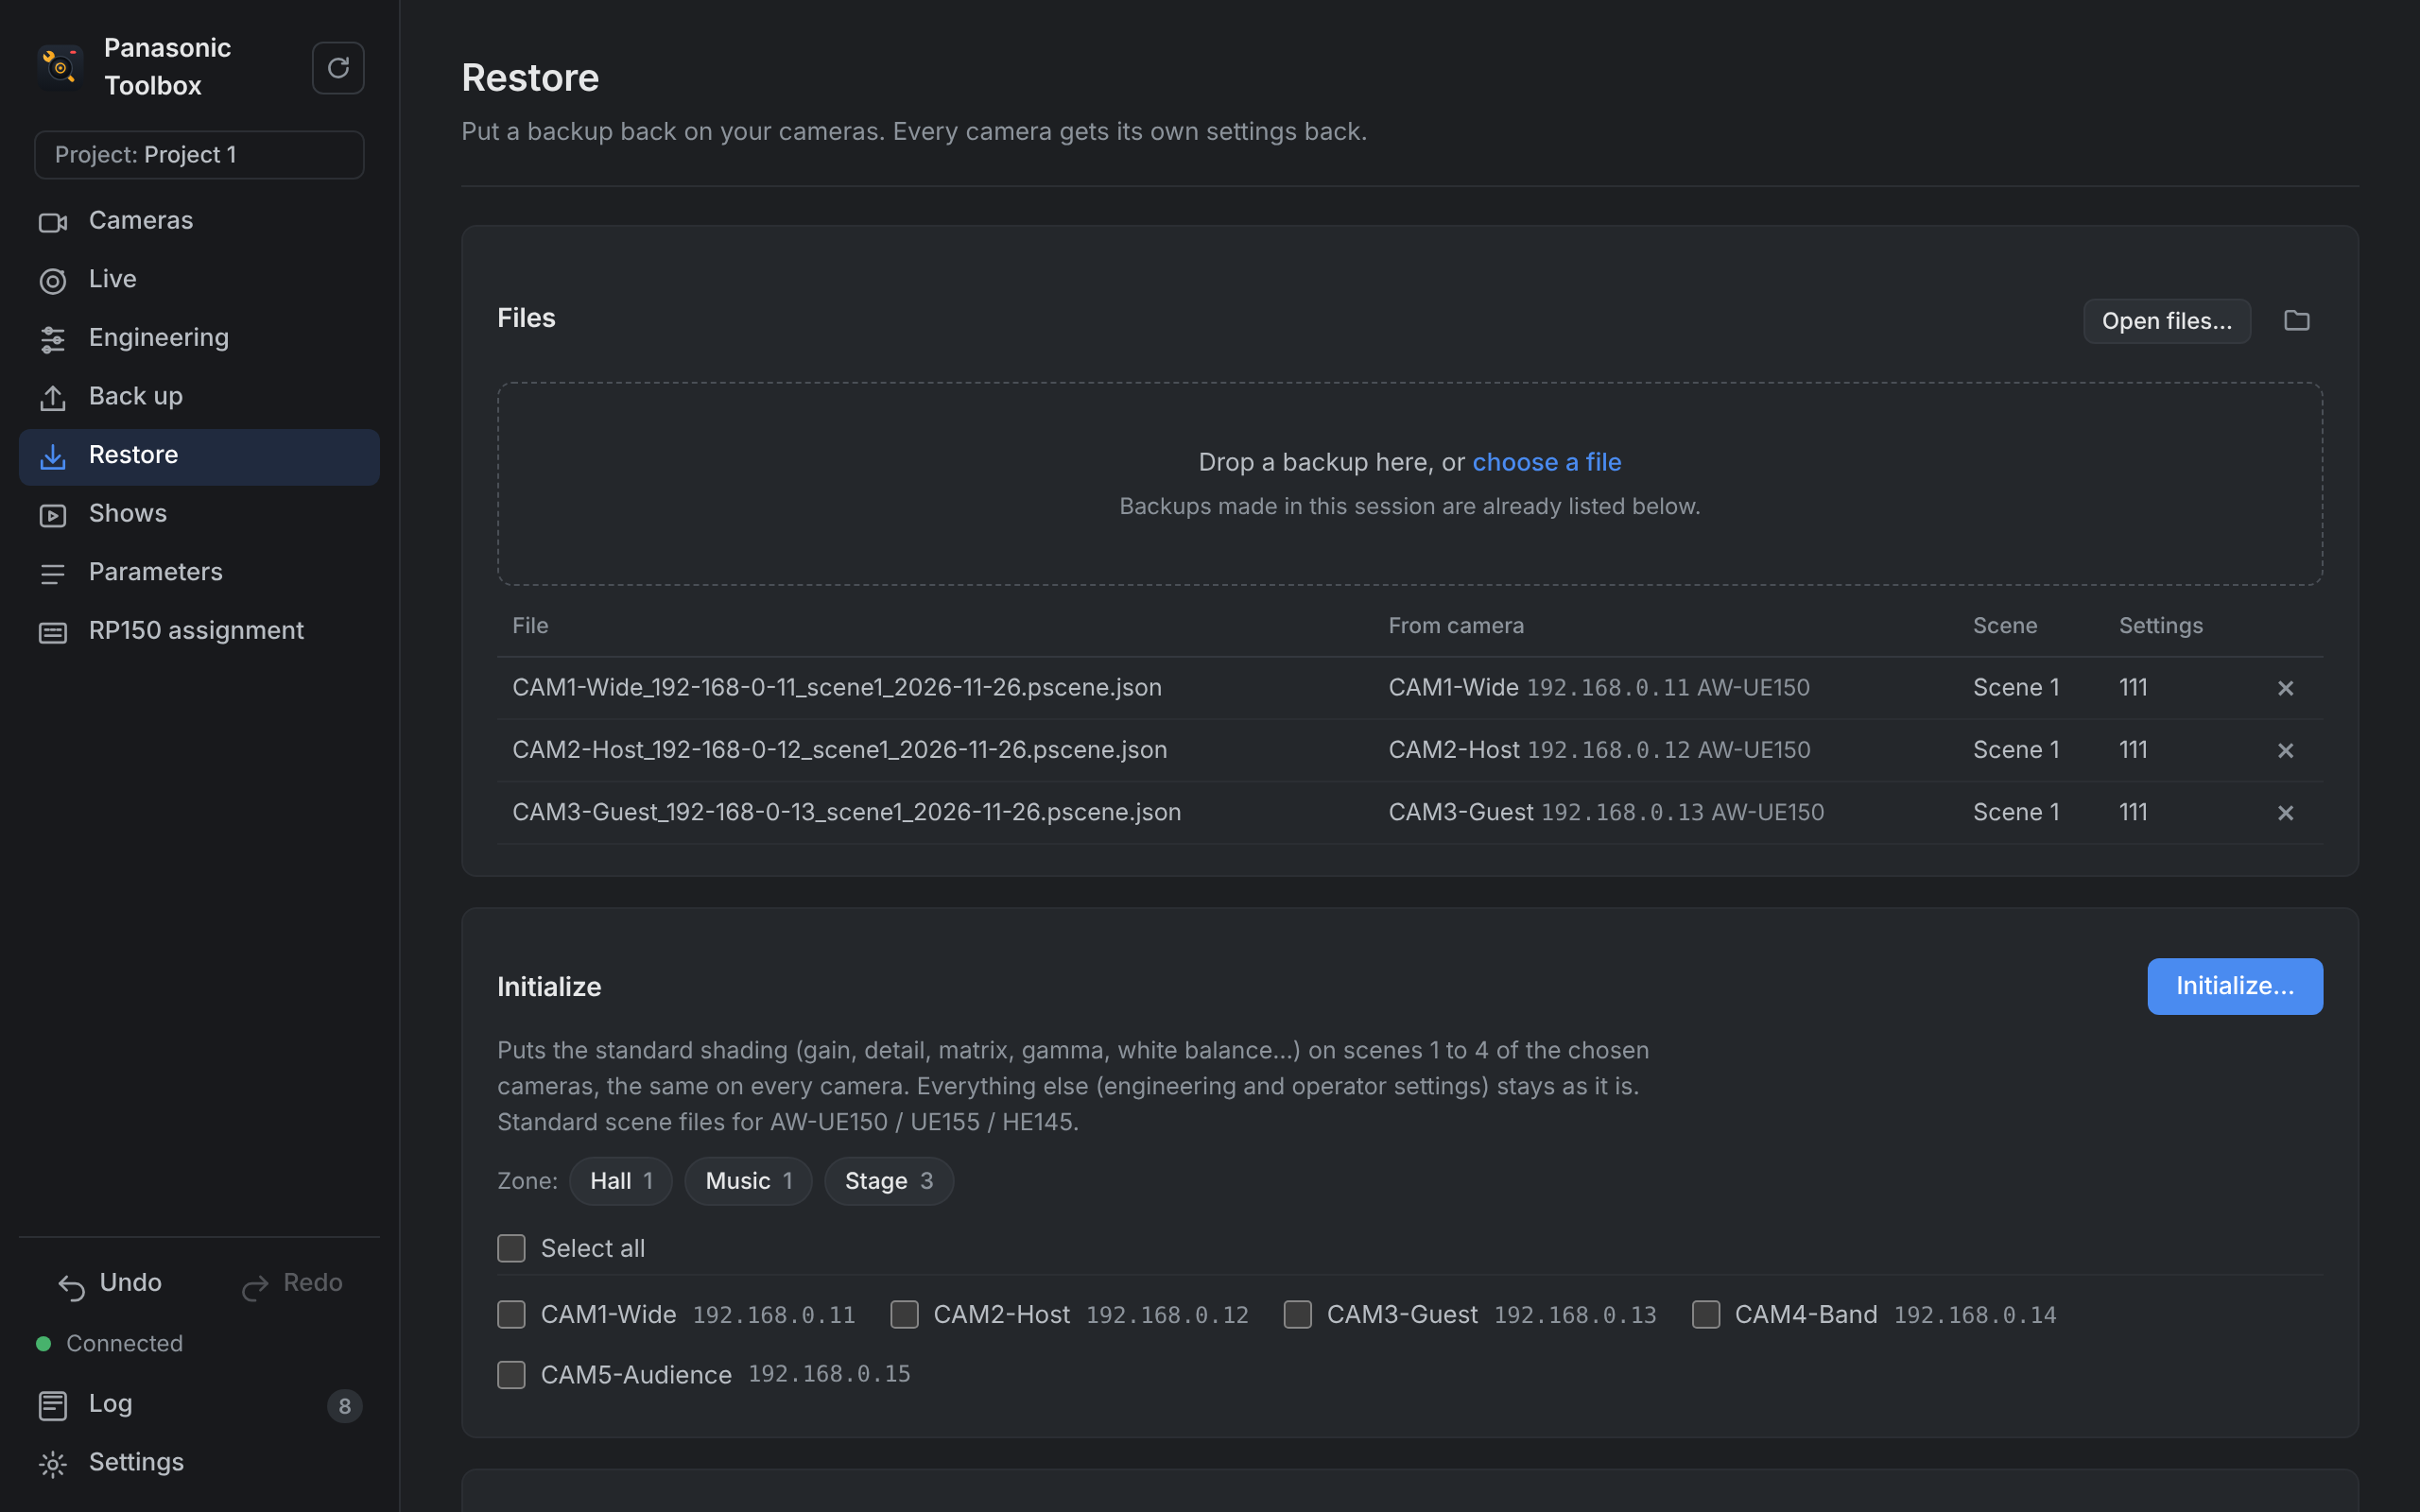 Panasonic
Toolbox
Project: Project 1
Cameras
Live
Engineering
Back up
Restore
Shows
Parameters
RP150 assignment
Undo Redo
Connected
Log 8
Settings
Restore
Put a backup back on your cameras. Every camera gets its own settings back.
Files Open files...
Drop a backup here, or choose a file
Backups made in this session are already listed below.
File From camera Scene Settings
CAM1-Wide_192-168-0-11_scene1_2026-11-26.pscene.json CAM1-Wide 192.168.0.11 AW-UE150 Scene 1 111 ×
CAM2-Host_192-168-0-12_scene1_2026-11-26.pscene.json CAM2-Host 192.168.0.12 AW-UE150 Scene 1 111 ×
CAM3-Guest_192-168-0-13_scene1_2026-11-26.pscene.json CAM3-Guest 192.168.0.13 AW-UE150 Scene 1 111 ×
Initialize Initialize...
Puts the standard shading (gain, detail, matrix, gamma, white balance...) on scenes 1 to 4 of the chosen
cameras, the same on every camera. Everything else (engineering and operator settings) stays as it is.
Standard scene files for AW-UE150 / UE155 / HE145.
Zone: Hall 1 Music 1 Stage 3
Select all
CAM1-Wide 192.168.0.11 CAM2-Host 192.168.0.12 CAM3-Guest 192.168.0.13 CAM4-Band 192.168.0.14
CAM5-Audience 192.168.0.15